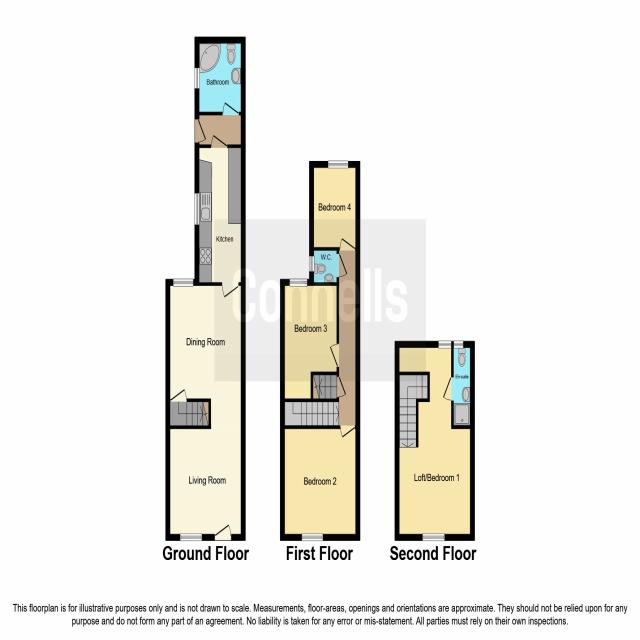 Bathroom
Kitchen
Dining Room
Living Room
Ground Floor
Bedroom 4
W.C.
Bedroom 3
Bedroom 2
First Floor
En-suite
Loft/Bedroom 1
Second Floor
Connells
This floorplan is for illustrative purposes only and is not drawn to scale. Measurements, floor-areas, openings and orientations are approximate. They should not be relied upon for any
purpose and do not form any part of an agreement. No liability is taken for any error or mis-statement. All parties must rely on their own inspections.